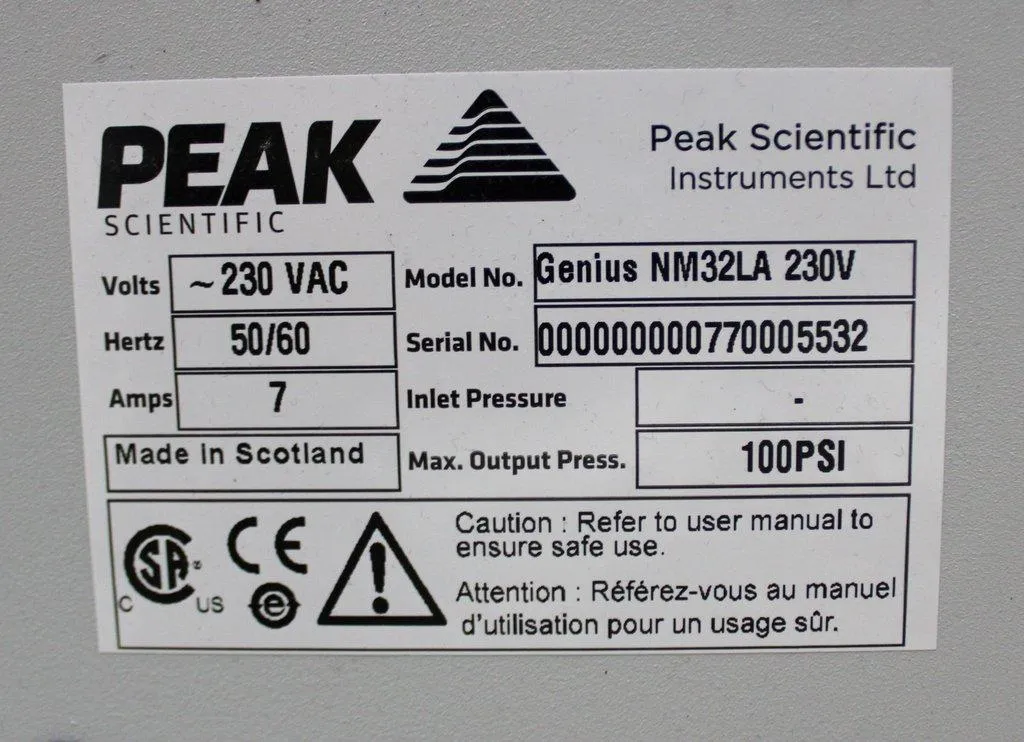 PEAK
SCIENTIFIC
Peak Scientific
Instruments Ltd
Volts ~230 VAC
Model No. Genius NM32LA 230V
Hertz 50/60
Serial No. 000000000770005532
Amps 7
Inlet Pressure -
Made in Scotland
Max. Output Press. 100PSI
C SA US
CE
e
Caution : Refer to user manual to
ensure safe use.
Attention : Référez-vous au manuel
d'utilisation pour un usage sûr.